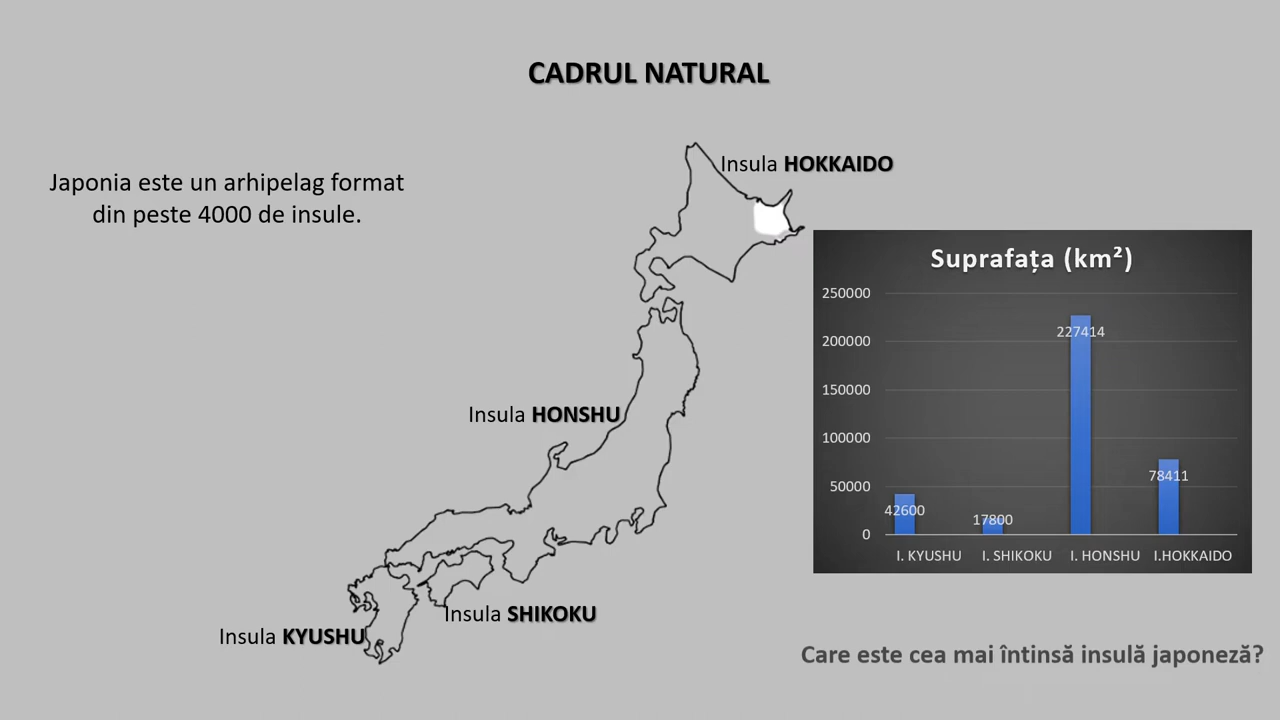 CADRUL NATURAL
Japonia este un arhipelag format
din peste 4000 de insule.
Insula HOKKAIDO
Insula HONSHU
Insula SHIKOKU
Insula KYUSHU
Suprafața (km²)
250000
200000
150000
100000
50000
0
42600
17800
227414
78411
I. KYUSHU
I. SHIKOKU
I. HONSHU
I.HOKKAIDO
Care este cea mai întinsă insulă japoneză?